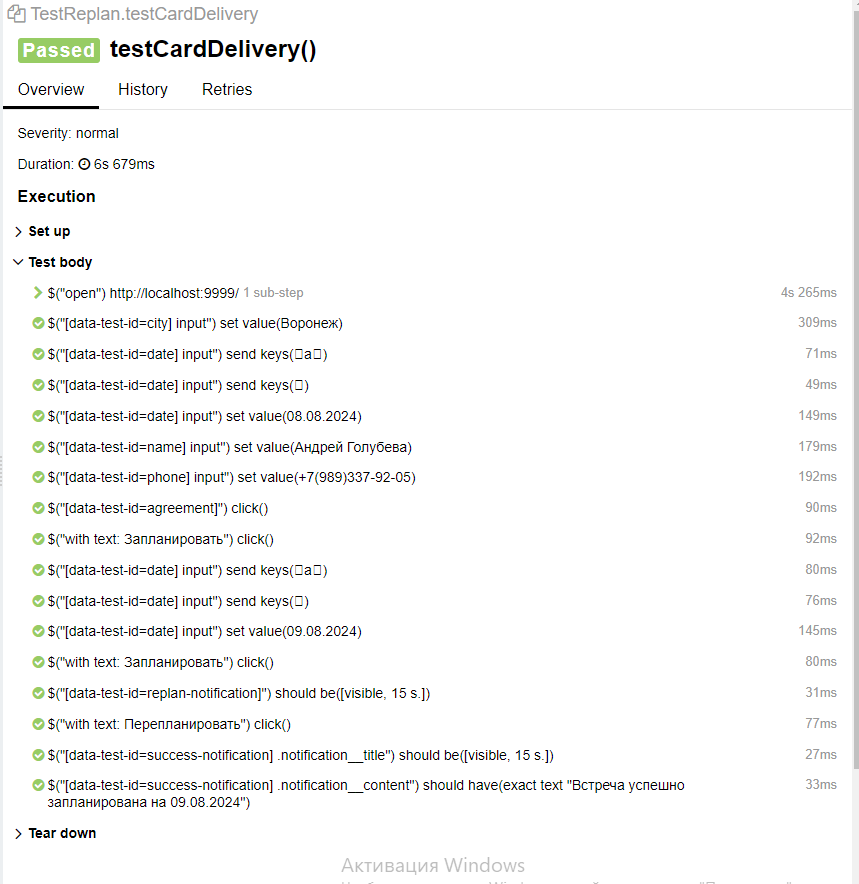 TestReplan.testCardDelivery
Passed testCardDelivery()
Overview History Retries
Severity: normal
Duration: 6s 679ms
Execution
Set up
Test body
$("open") http://localhost:9999/ 1 sub-step 4s 265ms
$("[data-test-id=city] input") set value(Воронеж) 309ms
$("[data-test-id=date] input") send keys(▯a▯) 71ms
$("[data-test-id=date] input") send keys(▯) 49ms
$("[data-test-id=date] input") set value(08.08.2024) 149ms
$("[data-test-id=name] input") set value(Андрей Голубева) 179ms
$("[data-test-id=phone] input") set value(+7(989)337-92-05) 192ms
$("[data-test-id=agreement]") click() 90ms
$("with text: Запланировать") click() 92ms
$("[data-test-id=date] input") send keys(▯a▯) 80ms
$("[data-test-id=date] input") send keys(▯) 76ms
$("[data-test-id=date] input") set value(09.08.2024) 145ms
$("with text: Запланировать") click() 80ms
$("[data-test-id=replan-notification]") should be([visible, 15 s.]) 31ms
$("with text: Перепланировать") click() 77ms
$("[data-test-id=success-notification] .notification__title") should be([visible, 15 s.]) 27ms
$("[data-test-id=success-notification] .notification__content") should have(exact text "Встреча успешно 33ms
запланирована на 09.08.2024")
Tear down
Активация Windows